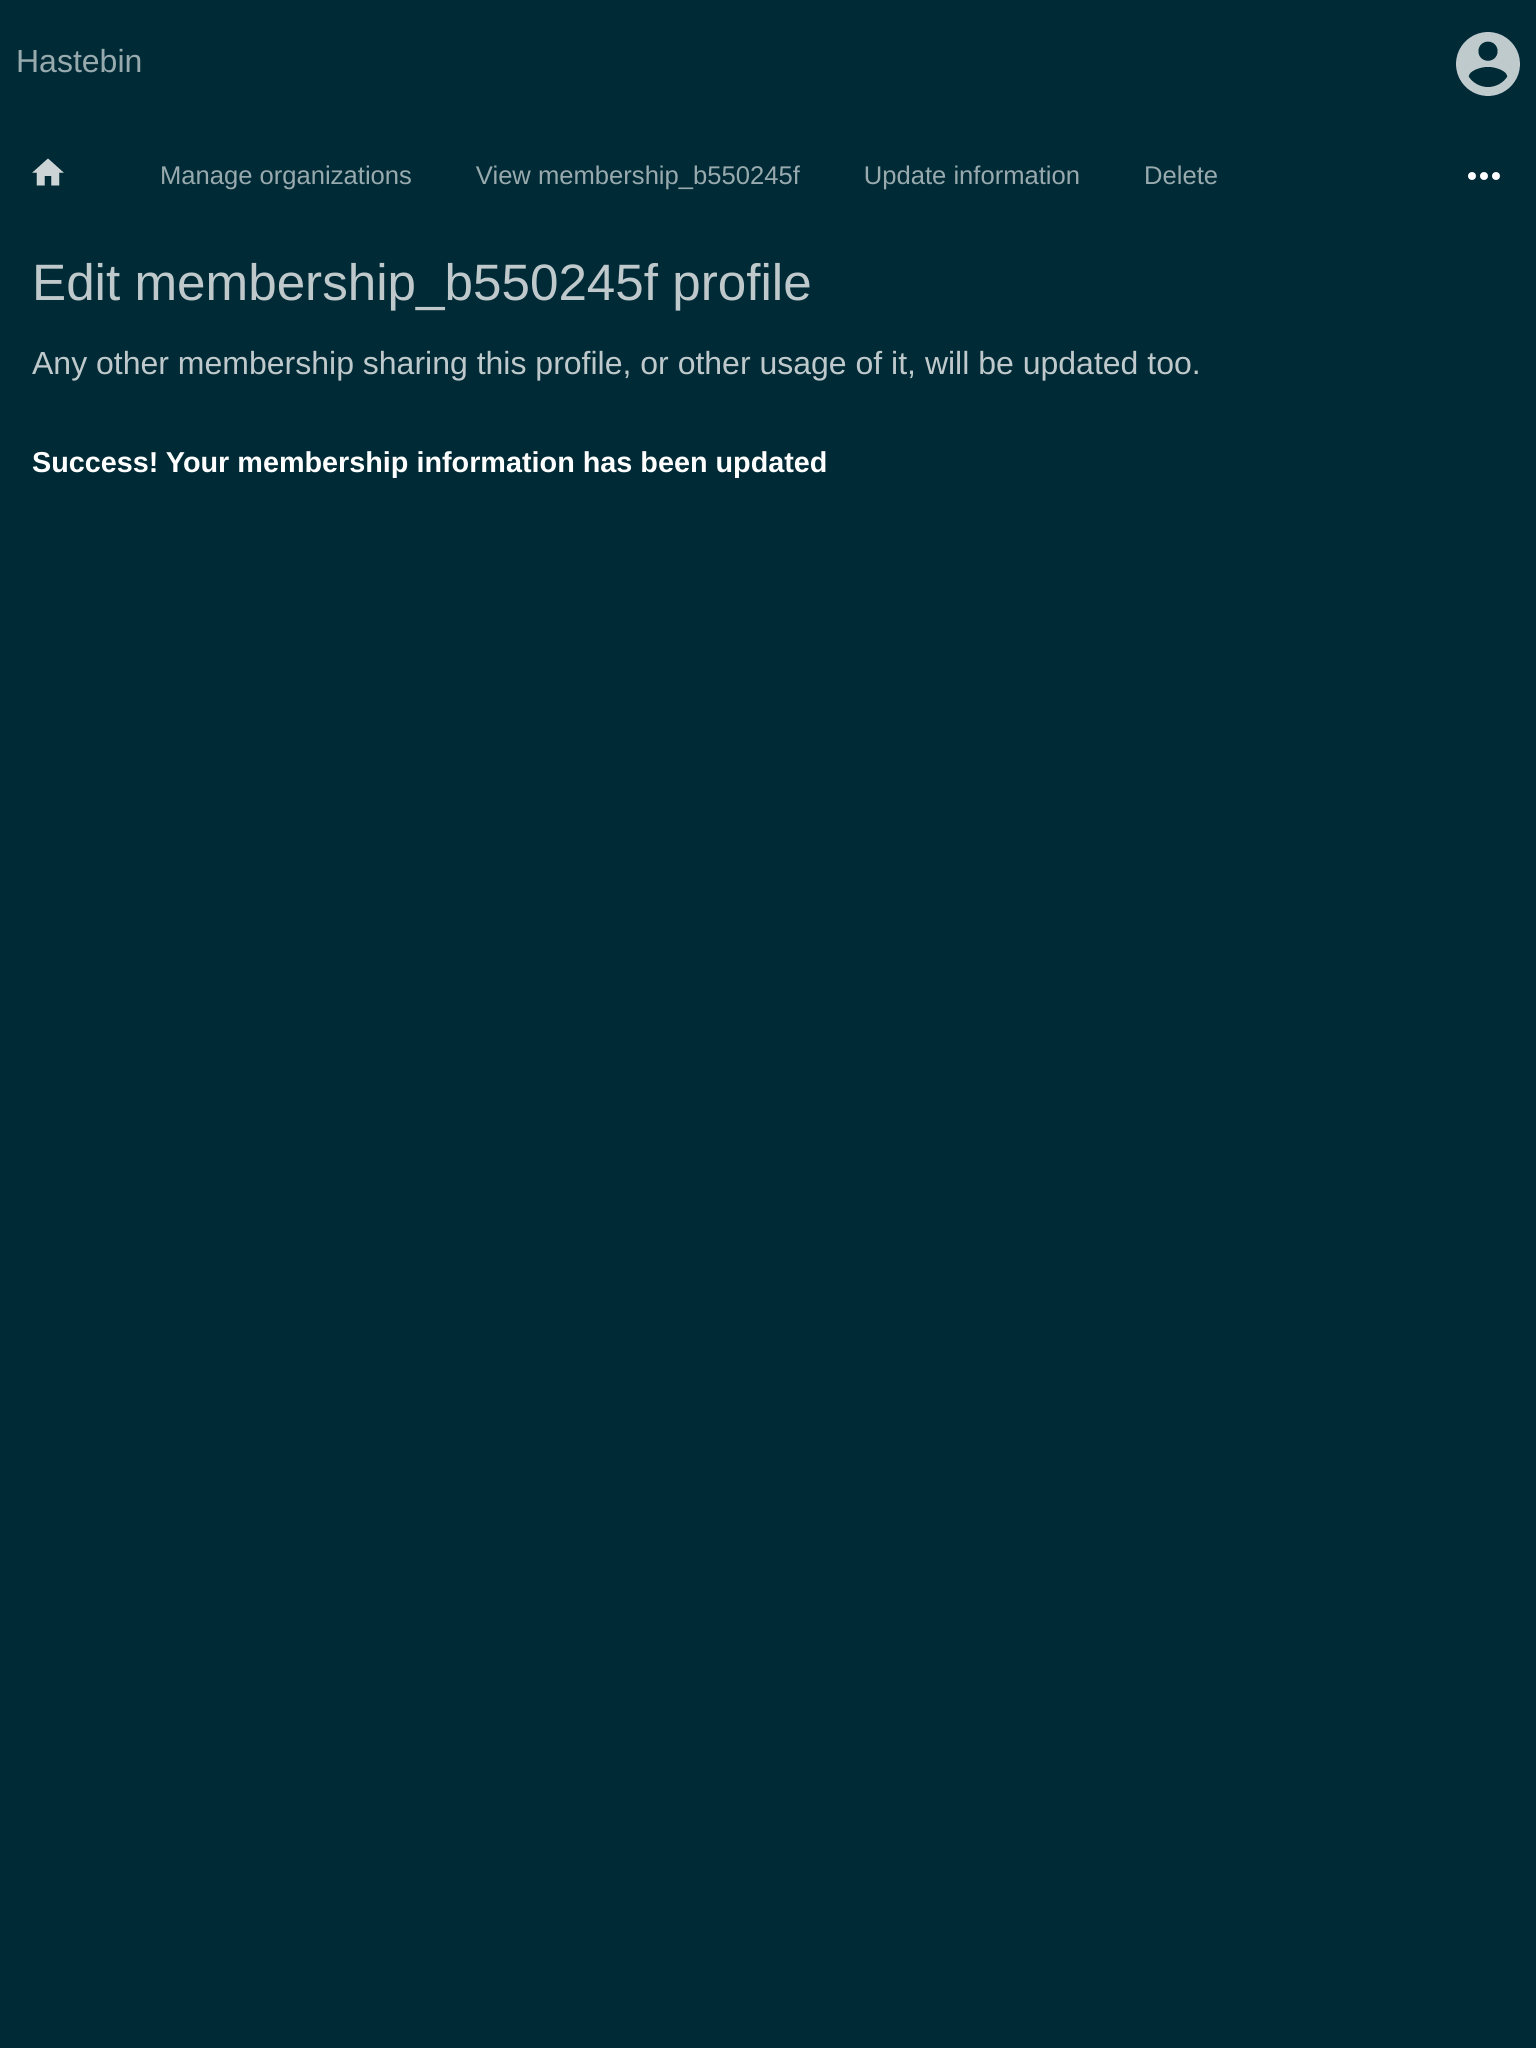 Hastebin
Manage organizations View membership_b550245f Update information Delete
Edit membership_b550245f profile
Any other membership sharing this profile, or other usage of it, will be updated too.
Success! Your membership information has been updated